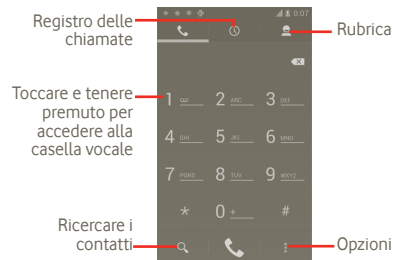 Registro delle
chiamate
Rubrica
Toccare e tenere
premuto per
accedere alla
casella vocale
Ricercare i
contatti
Opzioni
0:07
1
2 ABC
3 DEF
4 GHI
5 JKL
6 MNO
7 PQRS
8 TUV
9 WXYZ
*
0 +
#